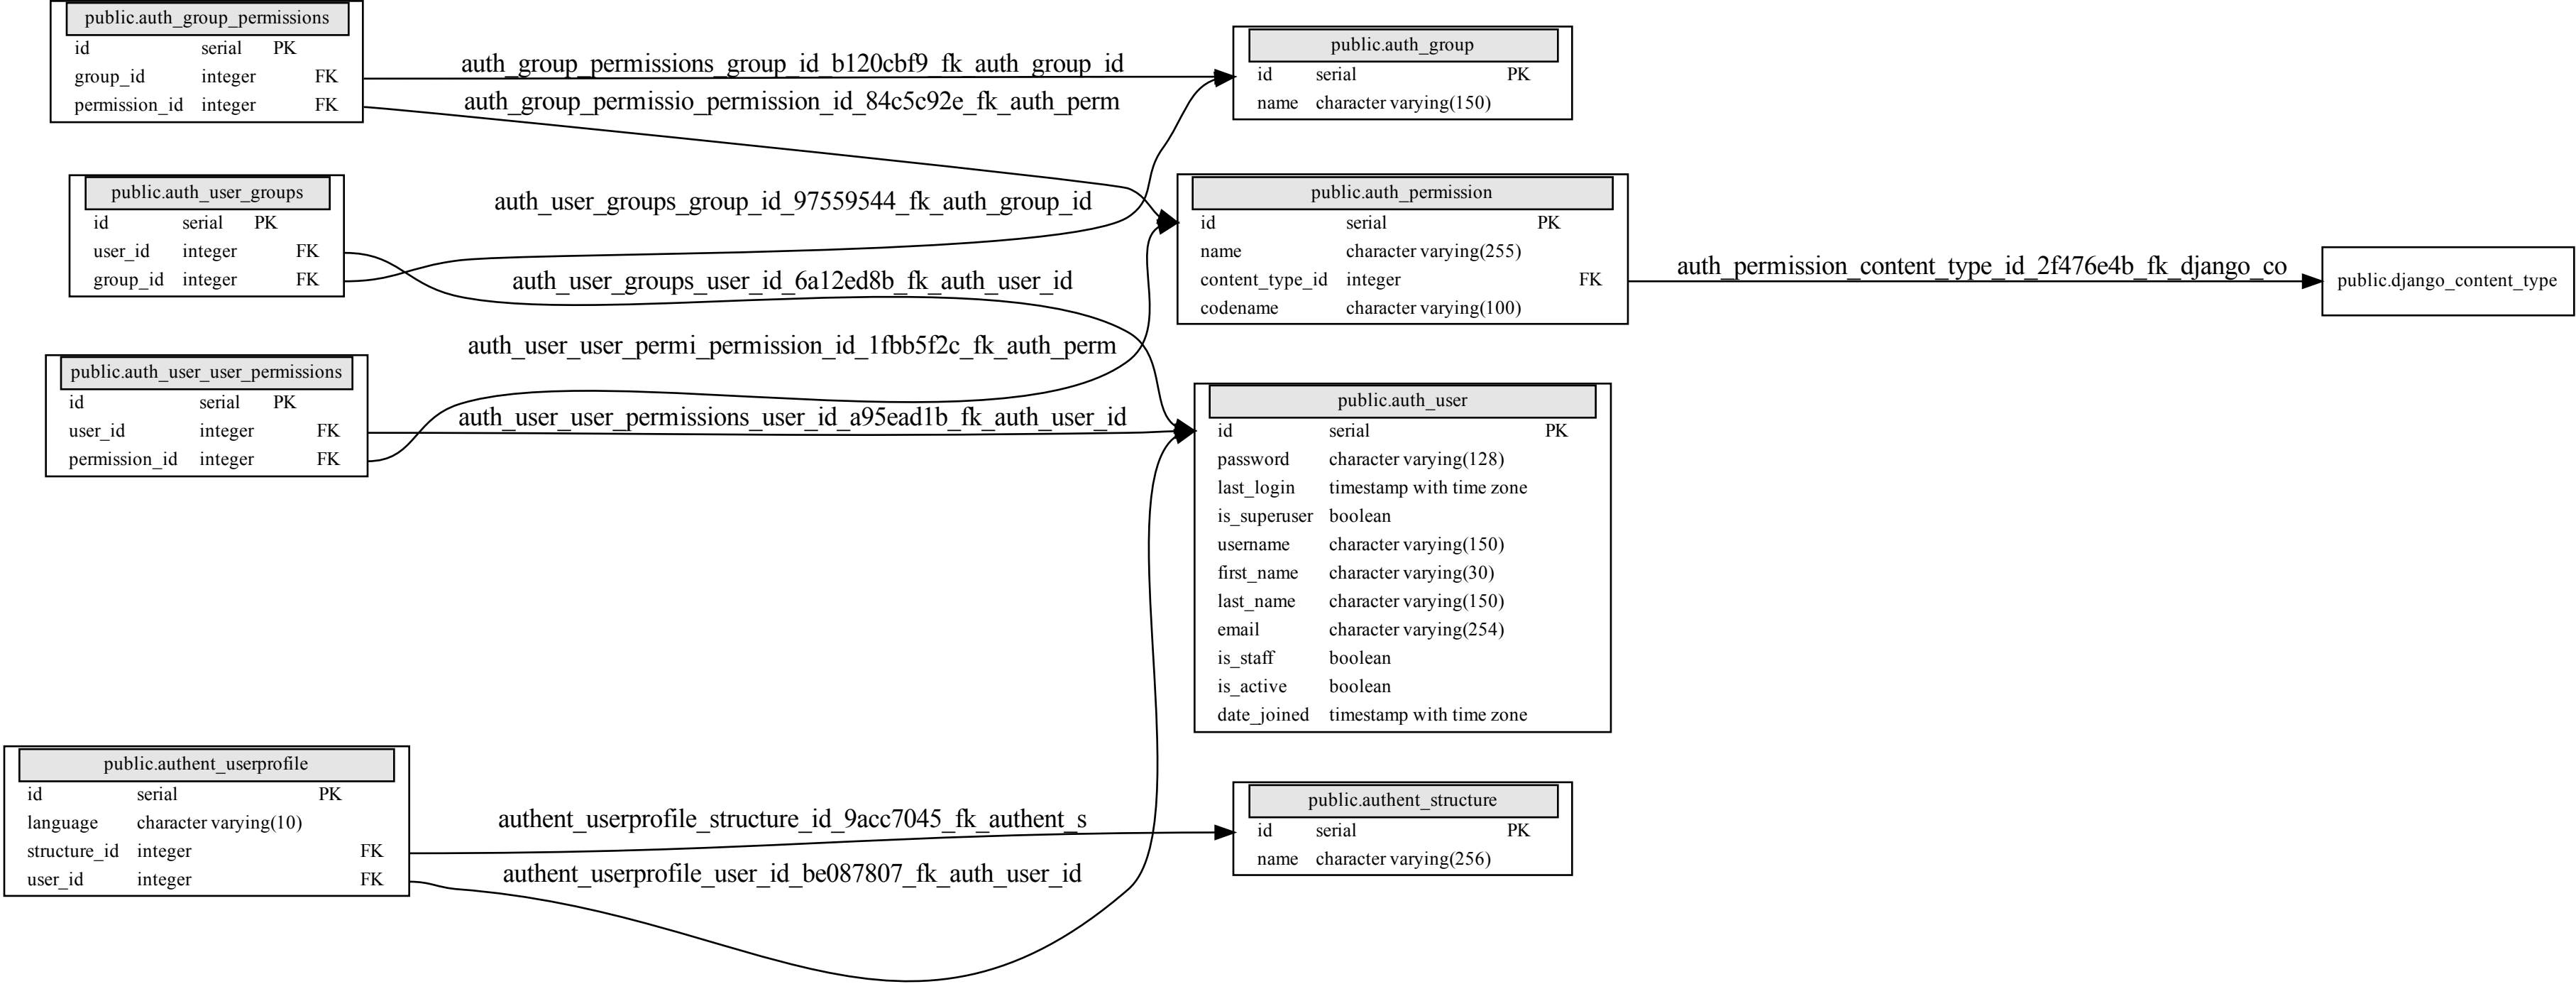 public.auth_group_permissions
id serial PK
group_id integer FK
permission_id integer FK
auth_group_permissions_group_id_b120cbf9_fk_auth_group_id
auth_group_permissio_permission_id_84c5c92e_fk_auth_perm
public.auth_group
id serial PK
name character varying(150)
public.auth_user_groups
id serial PK
user_id integer FK
group_id integer FK
auth_user_groups_group_id_97559544_fk_auth_group_id
auth_user_groups_user_id_6a12ed8b_fk_auth_user_id
public.auth_permission
id serial PK
name character varying(255)
content_type_id integer FK
codename character varying(100)
auth_permission_content_type_id_2f476e4b_fk_django_co
public.django_content_type
public.auth_user_user_permissions
id serial PK
user_id integer FK
permission_id integer FK
auth_user_user_permi_permission_id_1fbb5f2c_fk_auth_perm
auth_user_user_permissions_user_id_a95ead1b_fk_auth_user_id
public.auth_user
id serial PK
password character varying(128)
last_login timestamp with time zone
is_superuser boolean
username character varying(150)
first_name character varying(30)
last_name character varying(150)
email character varying(254)
is_staff boolean
is_active boolean
date_joined timestamp with time zone
public.authent_userprofile
id serial PK
language character varying(10)
structure_id integer FK
user_id integer FK
authent_userprofile_structure_id_9acc7045_fk_authent_s
authent_userprofile_user_id_be087807_fk_auth_user_id
public.authent_structure
id serial PK
name character varying(256)